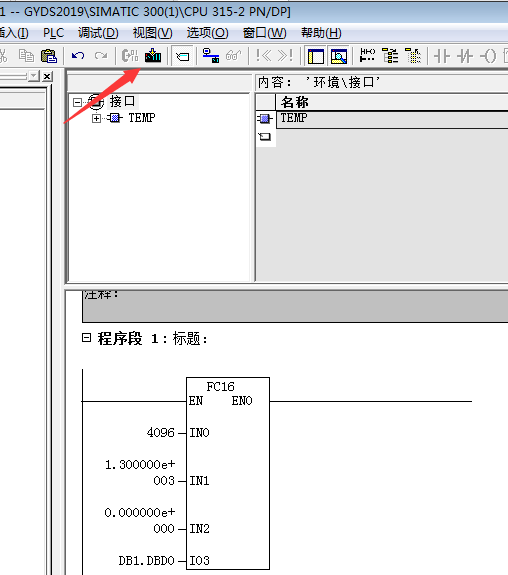 1 -- GYDS2019\SIMATIC 300(1)\CPU 315-2 PN/DP]
插入(I) PLC 调试(D) 视图(V) 选项(O) 窗口(W) 帮助(H)
内容: '环境\接口'
接口
名称
TEMP
TEMP
注释:
程序段 1:标题:
FC16
EN ENO
4096 IN0
1.300000e+
003 IN1
0.000000e+
000 IN2
DB1.DBD0 IO3